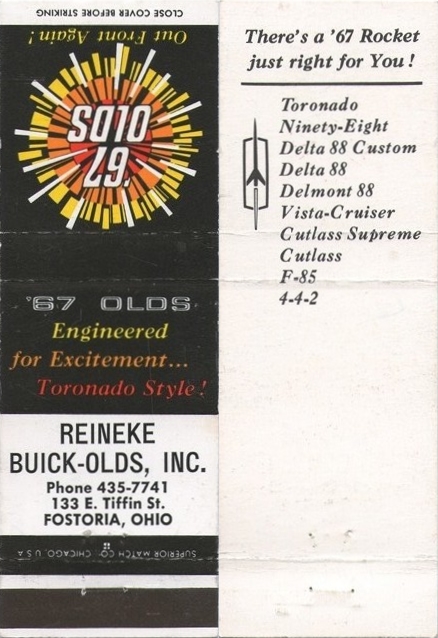 CLOSE COVER BEFORE STRIKING
Out Front Again!
'67
OLDS
'67 OLDS
Engineered
for Excitement...
Toronado Style!
REINEKE
BUICK-OLDS, INC.
Phone 435-7741
133 E. Tiffin St.
FOSTORIA, OHIO
SUPERIOR MATCH CO., CHICAGO, U.S.A.
There's a '67 Rocket
just right for You!
Toronado
Ninety-Eight
Delta 88 Custom
Delta 88
Delmont 88
Vista-Cruiser
Cutlass Supreme
Cutlass
F-85
4-4-2